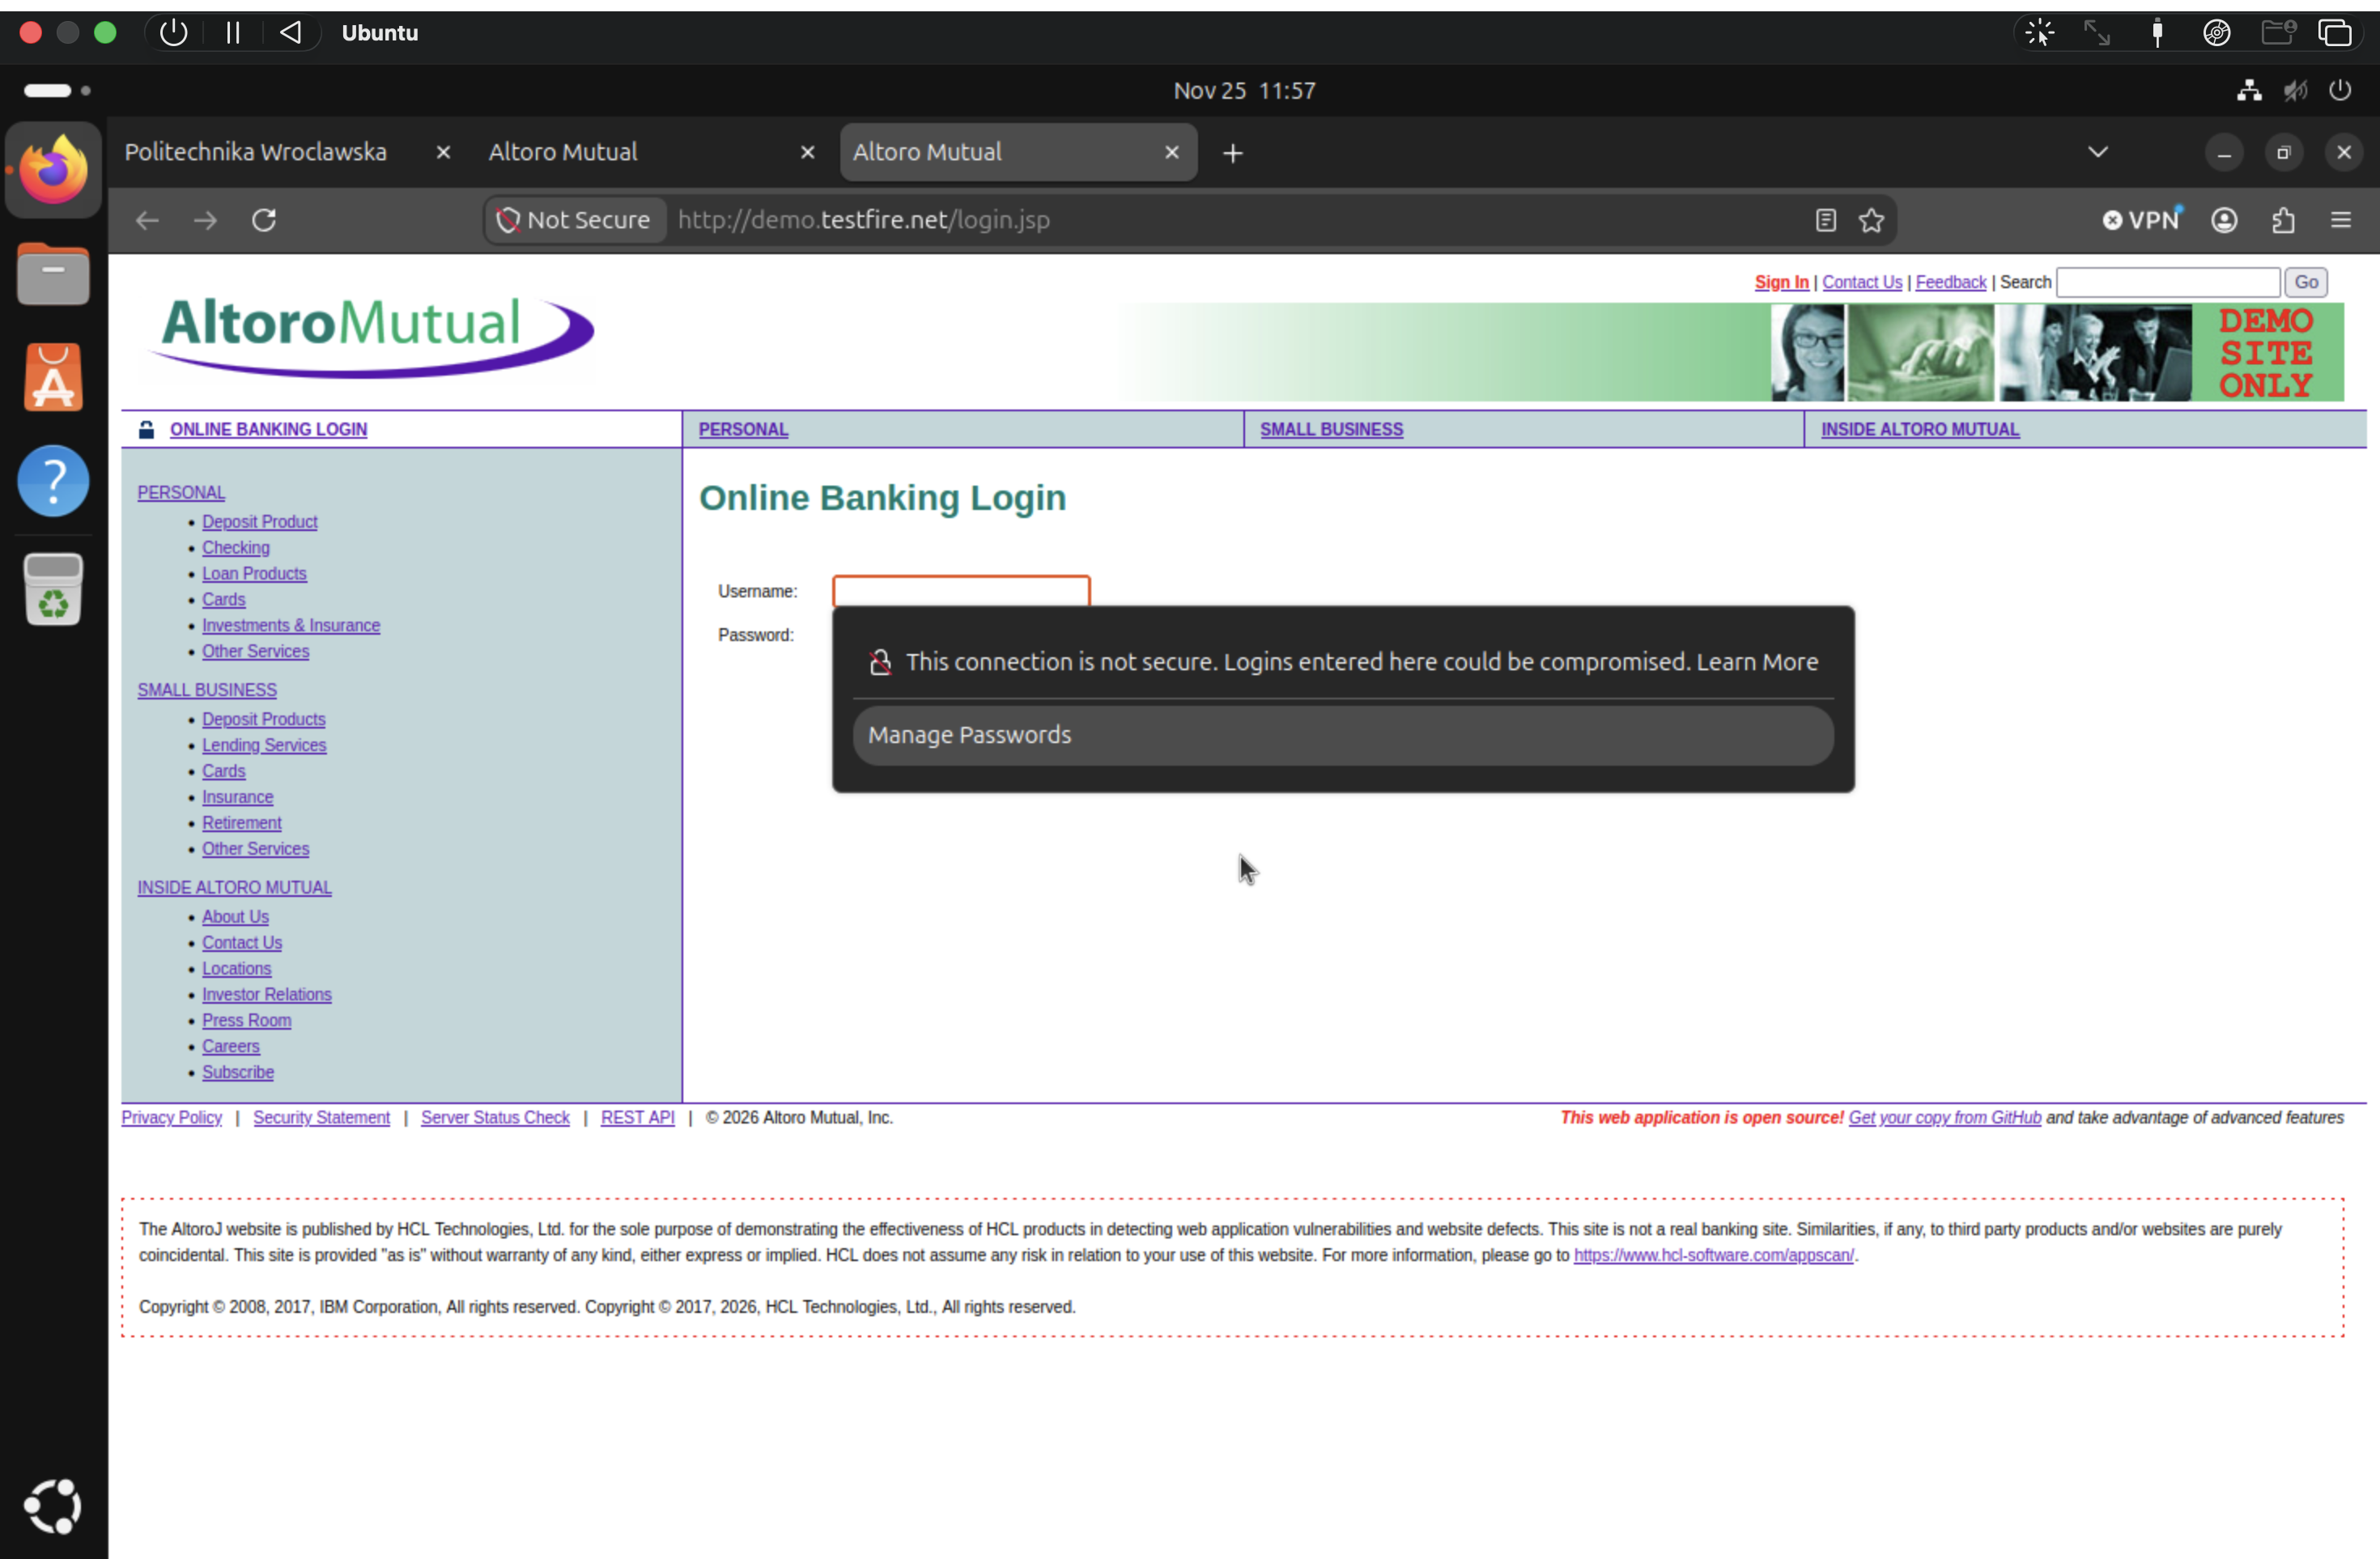 Ubuntu
Nov 25 11:57
Politechnika Wroclawska
Altoro Mutual
Altoro Mutual
Not Secure http://demo.testfire.net/login.jsp
VPN
Sign In | Contact Us | Feedback | Search
Go
AltoroMutual
DEMO
SITE
ONLY
ONLINE BANKING LOGIN
PERSONAL
SMALL BUSINESS
INSIDE ALTORO MUTUAL
PERSONAL
• Deposit Product
• Checking
• Loan Products
• Cards
• Investments & Insurance
• Other Services
SMALL BUSINESS
• Deposit Products
• Lending Services
• Cards
• Insurance
• Retirement
• Other Services
INSIDE ALTORO MUTUAL
• About Us
• Contact Us
• Locations
• Investor Relations
• Press Room
• Careers
• Subscribe
Online Banking Login
Username:
Password:
This connection is not secure. Logins entered here could be compromised. Learn More
Manage Passwords
Privacy Policy | Security Statement | Server Status Check | REST API | © 2026 Altoro Mutual, Inc.
This web application is open source! Get your copy from GitHub and take advantage of advanced features
The AltoroJ website is published by HCL Technologies, Ltd. for the sole purpose of demonstrating the effectiveness of HCL products in detecting web application vulnerabilities and website defects. This site is not a real banking site. Similarities, if any, to third party products and/or websites are purely
coincidental. This site is provided "as is" without warranty of any kind, either express or implied. HCL does not assume any risk in relation to your use of this website. For more information, please go to https://www.hcl-software.com/appscan/.
Copyright © 2008, 2017, IBM Corporation, All rights reserved. Copyright © 2017, 2026, HCL Technologies, Ltd., All rights reserved.